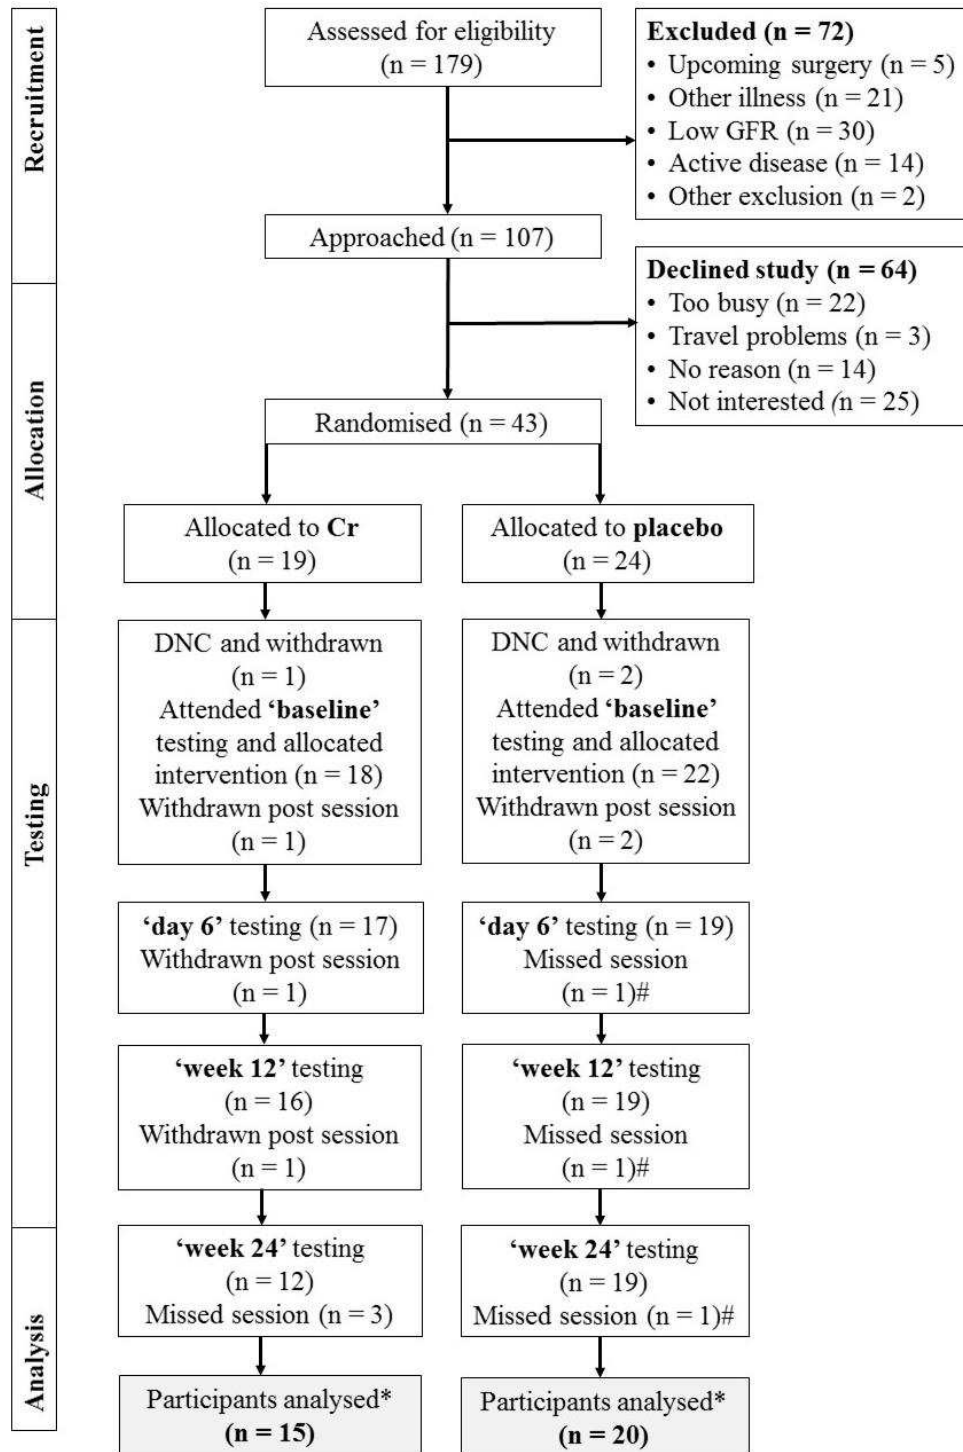 Recruitment
Assessed for eligibility
(n = 179)
Excluded (n = 72)
• Upcoming surgery (n = 5)
• Other illness (n = 21)
• Low GFR (n = 30)
• Active disease (n = 14)
• Other exclusion (n = 2)
Approached (n = 107)
Declined study (n = 64)
• Too busy (n = 22)
• Travel problems (n = 3)
• No reason (n = 14)
• Not interested (n = 25)
Allocation
Randomised (n = 43)
Allocated to Cr
(n = 19)
Allocated to placebo
(n = 24)
Testing
DNC and withdrawn
(n = 1)
Attended ‘baseline’
testing and allocated
intervention (n = 18)
Withdrawn post session
(n = 1)
DNC and withdrawn
(n = 2)
Attended ‘baseline’
testing and allocated
intervention (n = 22)
Withdrawn post session
(n = 2)
‘day 6’ testing (n = 17)
Withdrawn post session
(n = 1)
‘day 6’ testing (n = 19)
Missed session
(n = 1)#
‘week 12’ testing
(n = 16)
Withdrawn post session
(n = 1)
‘week 12’ testing
(n = 19)
Missed session
(n = 1)#
Analysis
‘week 24’ testing
(n = 12)
Missed session (n = 3)
‘week 24’ testing
(n = 19)
Missed session (n = 1)#
Participants analysed*
(n = 15)
Participants analysed*
(n = 20)